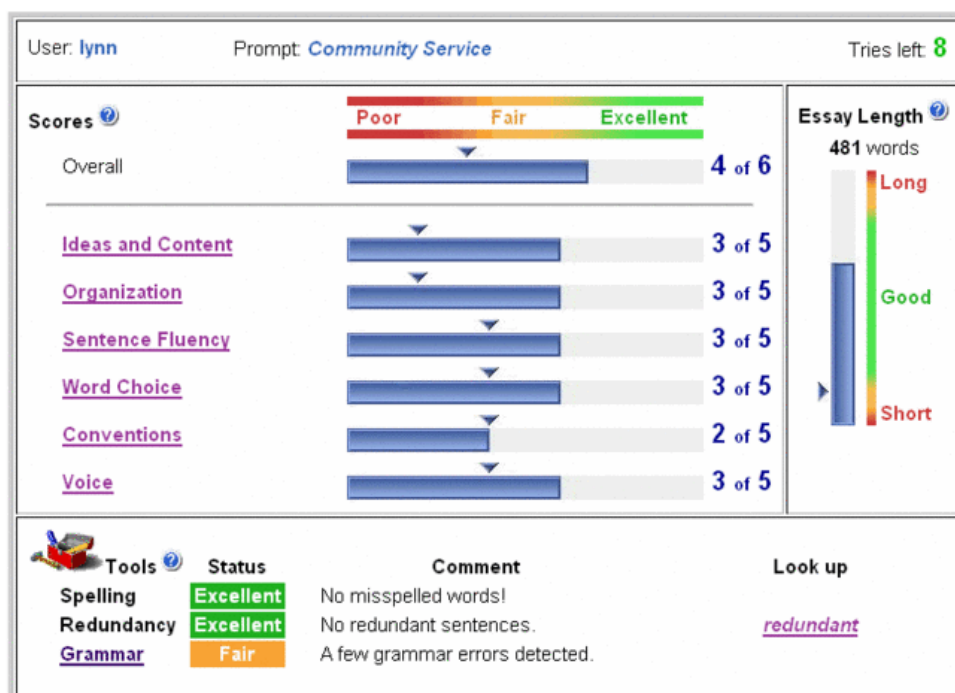 User: lynn Prompt: Community Service Tries left: 8
Scores Poor Fair Excellent
Overall 4 of 6
Ideas and Content 3 of 5
Organization 3 of 5
Sentence Fluency 3 of 5
Word Choice 3 of 5
Conventions 2 of 5
Voice 3 of 5
Essay Length
481 words
Long
Good
Short
Tools Status Comment Look up
Spelling Excellent No misspelled words!
Redundancy Excellent No redundant sentences. redundant
Grammar Fair A few grammar errors detected.